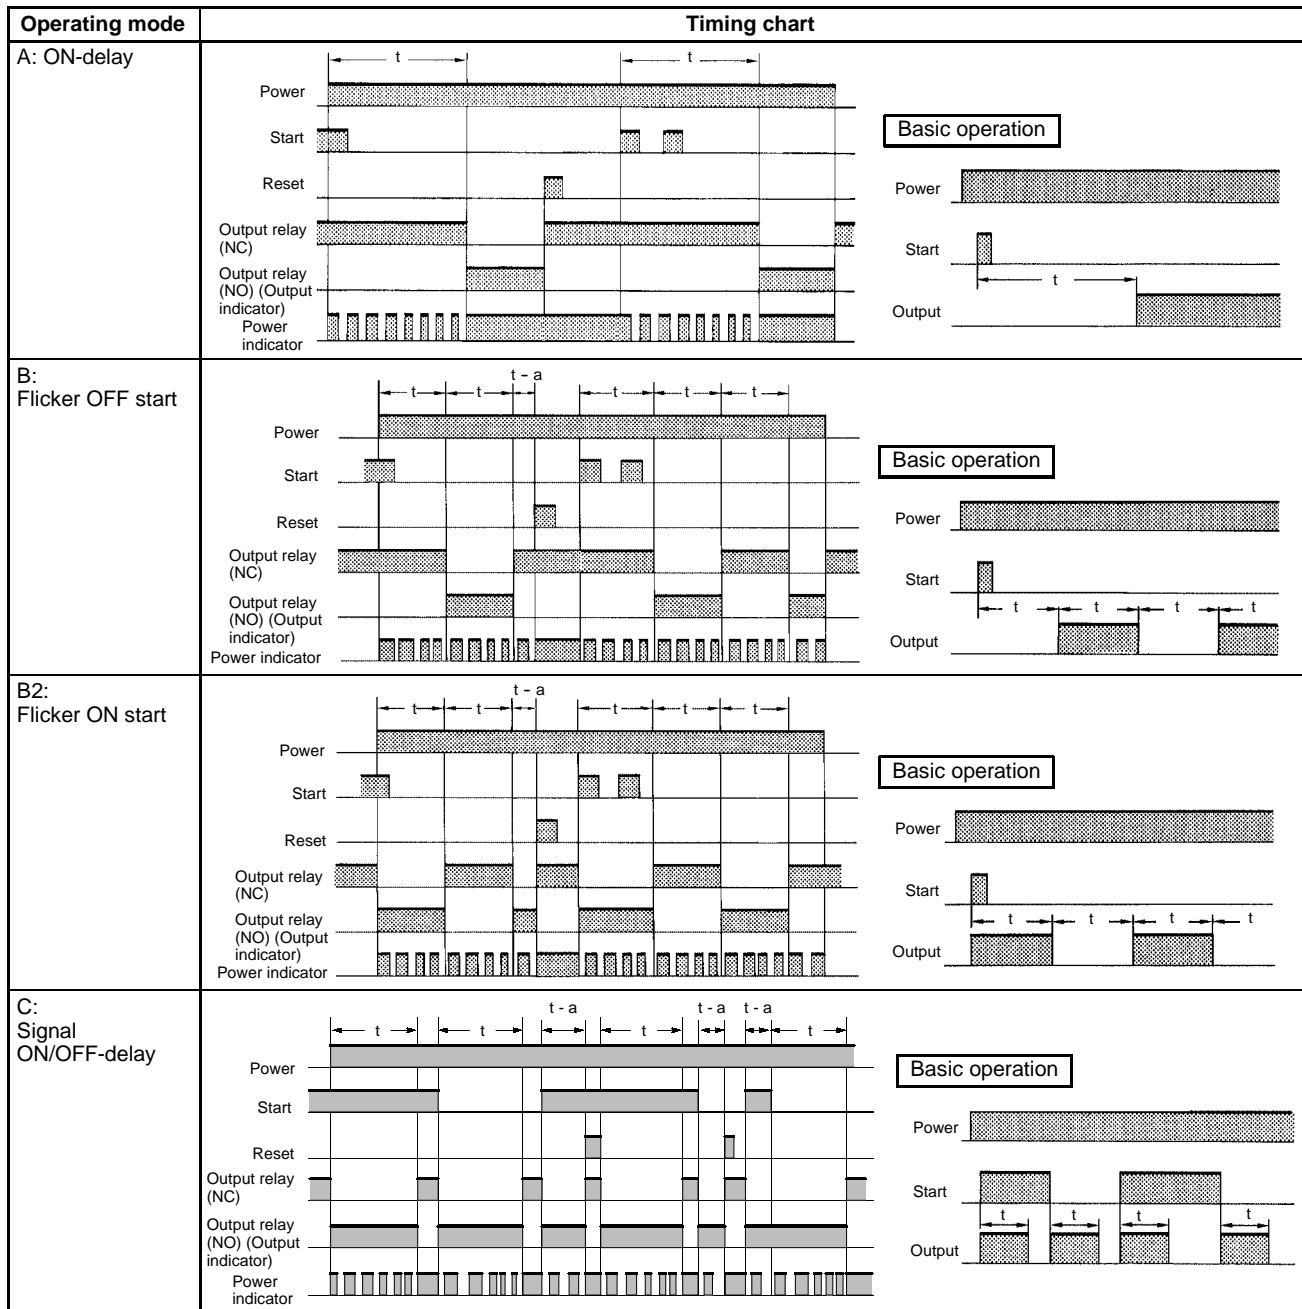 Operating mode
Timing chart
A: ON-delay
t
t
Power
Start
Reset
Output relay
(NC)
Output relay
(NO) (Output
indicator)
Power
indicator
Basic operation
Power
Start
t
Output
B:
Flicker OFF start
t - a
t
t
t
t
t
Power
Start
Reset
Output relay
(NC)
Output relay
(NO) (Output
indicator)
Power indicator
Basic operation
Power
Start
t
t
t
t
Output
B2:
Flicker ON start
t - a
t
t
t
t
t
Power
Start
Reset
Output relay
(NC)
Output relay
(NO) (Output
indicator)
Power indicator
Basic operation
Power
Start
t
t
t
t
Output
C:
Signal
ON/OFF-delay
t - a
t - a
t - a
t
t
t
t
Power
Start
Reset
Output relay
(NC)
Output relay
(NO) (Output
indicator)
Power
indicator
Basic operation
Power
Start
t
t
t
t
Output